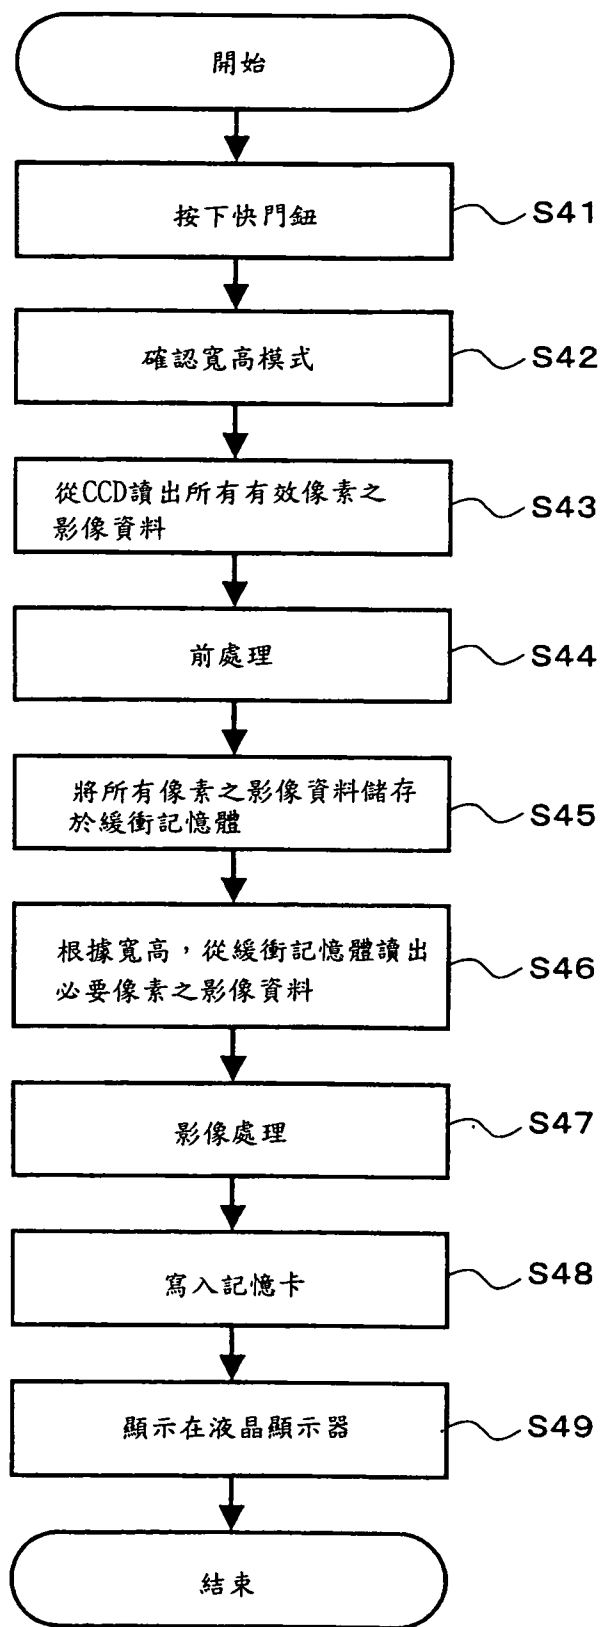 開始
按下快門鈕
S41
確認寬高模式
S42
從CCD讀出所有有效像素之
影像資料
S43
前處理
S44
將所有像素之影像資料儲存
於緩衝記憶體
S45
根據寬高，從緩衝記憶體讀出
必要像素之影像資料
S46
影像處理
S47
寫入記憶卡
S48
顯示在液晶顯示器
S49
結束